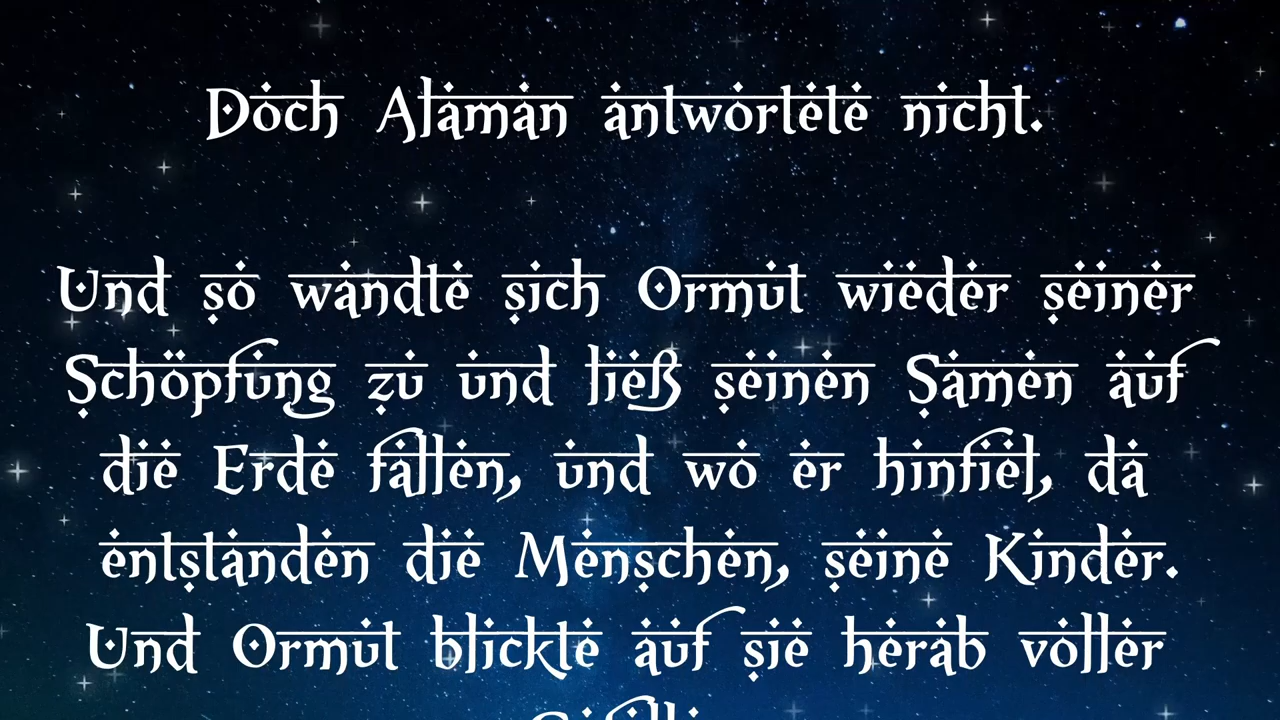 Doch Alaman antwortete nicht.
Und so wandte sich Ormut wieder seiner
Schöpfung zu und ließ seinen Samen auf
die Erde fallen, und wo er hinfiel, da
entstanden die Menschen, seine Kinder.
Und Ormut blickte auf sie herab voller